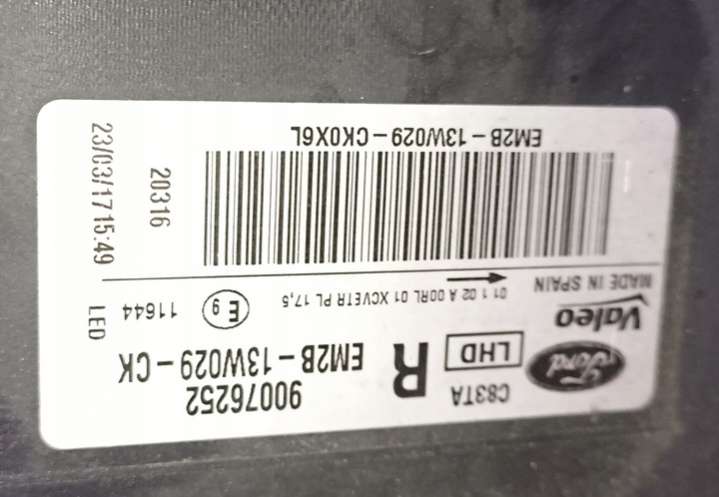 C83TA
90076252
Ford
LHD
R
EM2B-13W029-CK
Valeo
MADE IN SPAIN
01 1 02 A 00RL 01 XCVETR PL 17,5
E9
11644
LED
20316
23/03/17 15:49
EM2B-13W029-CK0X6L